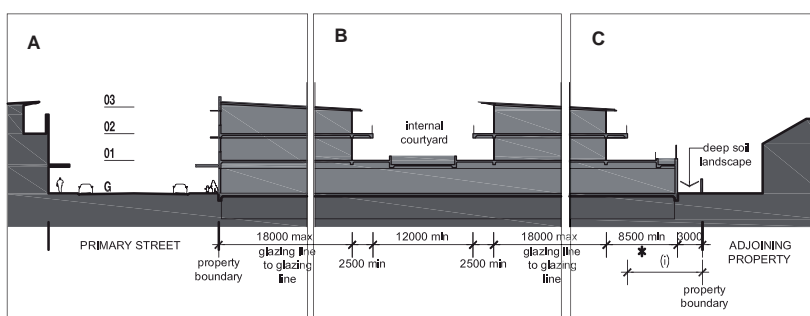 A
B
C
03
02
01
G
internal
courtyard
deep soil
landscape
PRIMARY STREET
property
boundary
18000 max
glazing line
to glazing
line
2500 min
12000 min
2500 min
18000 max
glazing line
to glazing
line
8500 min
*
3000
(i)
ADJOINING
PROPERTY
property
boundary